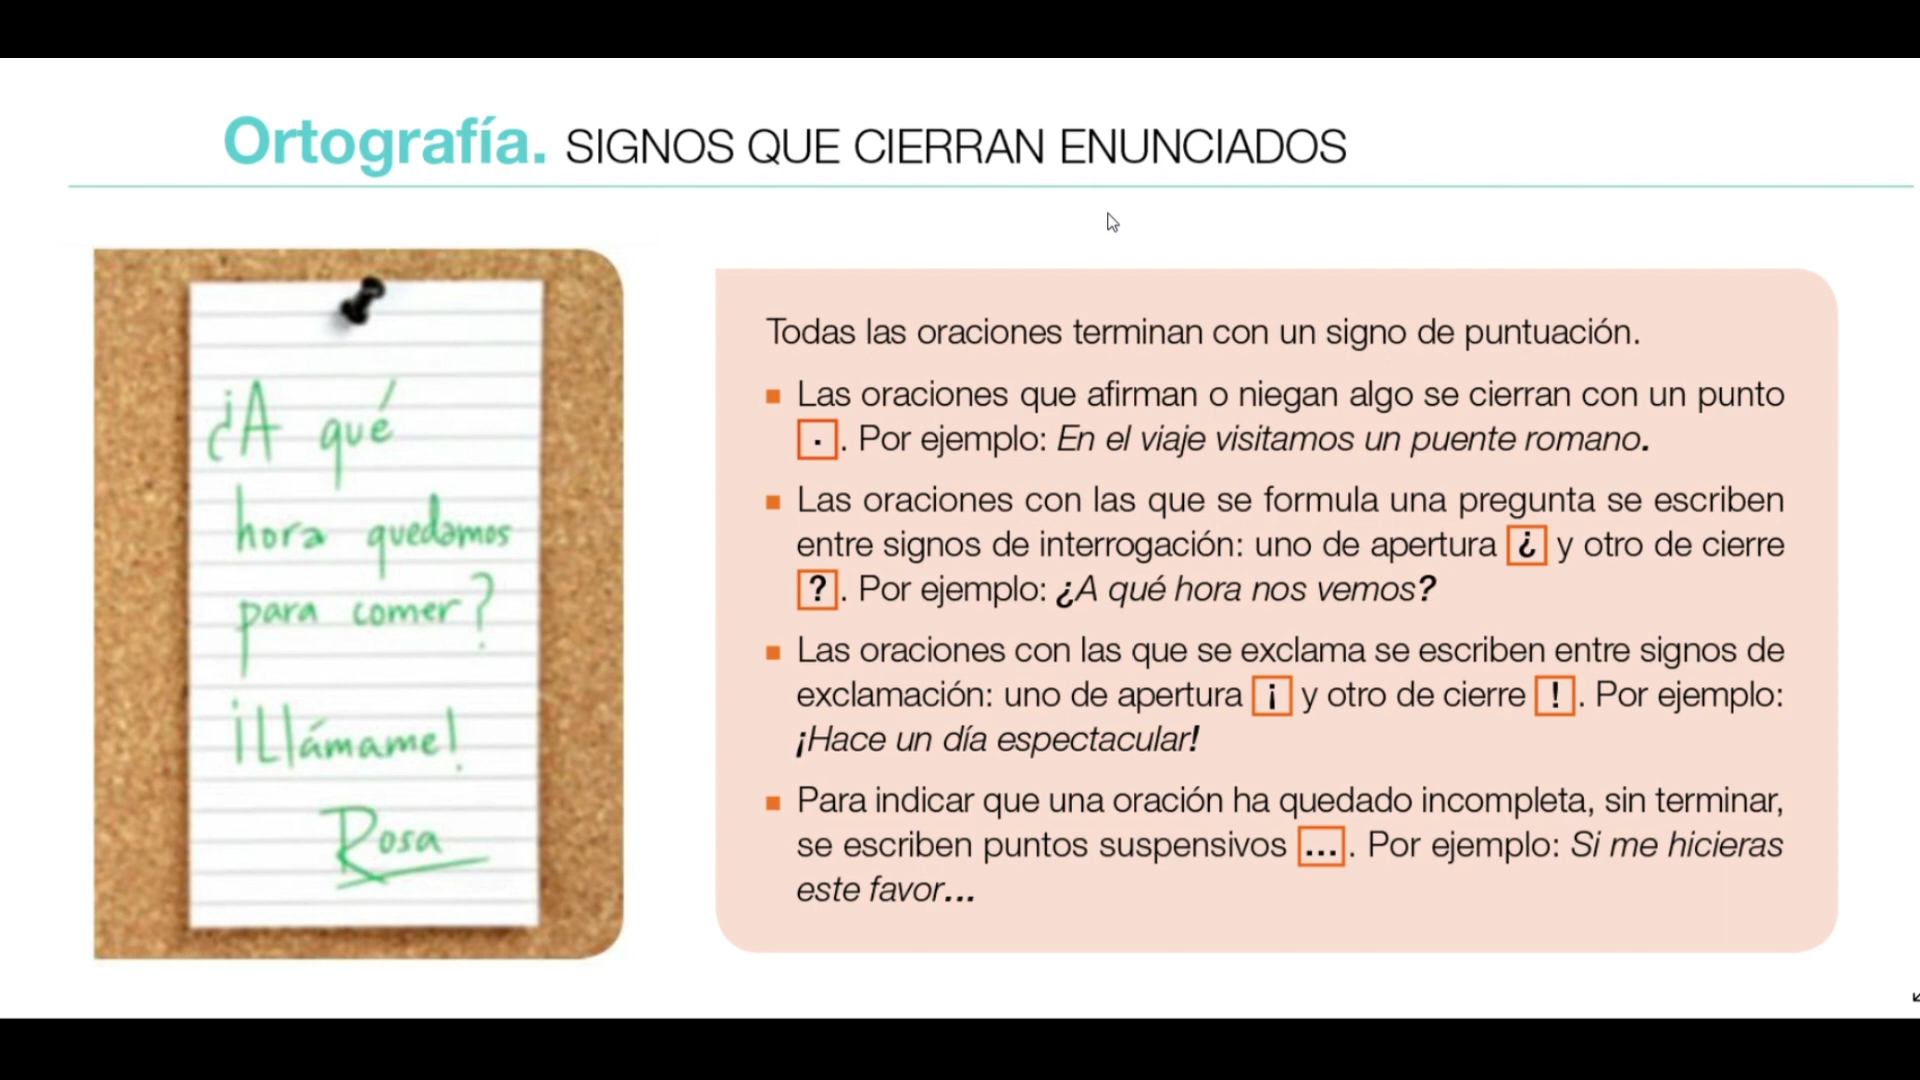 Ortografía. SIGNOS QUE CIERRAN ENUNCIADOS
¿A qué
hora quedamos
para comer?
¡Llámame!
Rosa
Todas las oraciones terminan con un signo de puntuación.
Las oraciones que afirman o niegan algo se cierran con un punto
. . Por ejemplo: En el viaje visitamos un puente romano.
Las oraciones con las que se formula una pregunta se escriben
entre signos de interrogación: uno de apertura ¿ y otro de cierre
? . Por ejemplo: ¿A qué hora nos vemos?
Las oraciones con las que se exclama se escriben entre signos de
exclamación: uno de apertura ¡ y otro de cierre ! . Por ejemplo:
¡Hace un día espectacular!
Para indicar que una oración ha quedado incompleta, sin terminar,
se escriben puntos suspensivos ... . Por ejemplo: Si me hicieras
este favor...